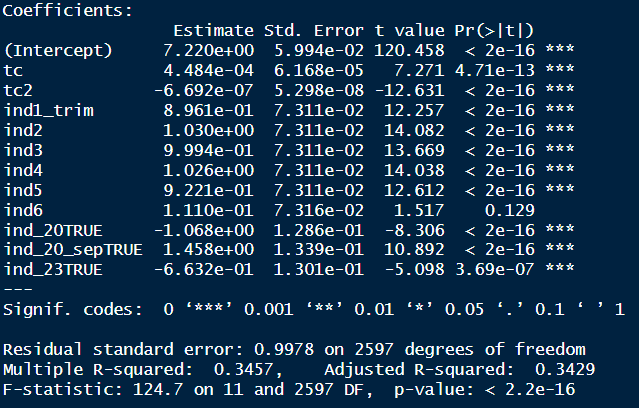 Coefficients:
Estimate Std. Error t value Pr(>|t|)
(Intercept) 7.220e+00 5.994e-02 120.458 < 2e-16 ***
tc 4.484e-04 6.168e-05 7.271 4.71e-13 ***
tc2 -6.692e-07 5.298e-08 -12.631 < 2e-16 ***
ind1_trim 8.961e-01 7.311e-02 12.257 < 2e-16 ***
ind2 1.030e+00 7.311e-02 14.082 < 2e-16 ***
ind3 9.994e-01 7.311e-02 13.669 < 2e-16 ***
ind4 1.026e+00 7.311e-02 14.038 < 2e-16 ***
ind5 9.221e-01 7.311e-02 12.612 < 2e-16 ***
ind6 1.110e-01 7.316e-02 1.517 0.129
ind_20TRUE -1.068e+00 1.286e-01 -8.306 < 2e-16 ***
ind_20_sepTRUE 1.458e+00 1.339e-01 10.892 < 2e-16 ***
ind_23TRUE -6.632e-01 1.301e-01 -5.098 3.69e-07 ***
---
Signif. codes: 0 ‘***’ 0.001 ‘**’ 0.01 ‘*’ 0.05 ‘.’ 0.1 ‘ ’ 1
Residual standard error: 0.9978 on 2597 degrees of freedom
Multiple R-squared: 0.3457, Adjusted R-squared: 0.3429
F-statistic: 124.7 on 11 and 2597 DF, p-value: < 2.2e-16